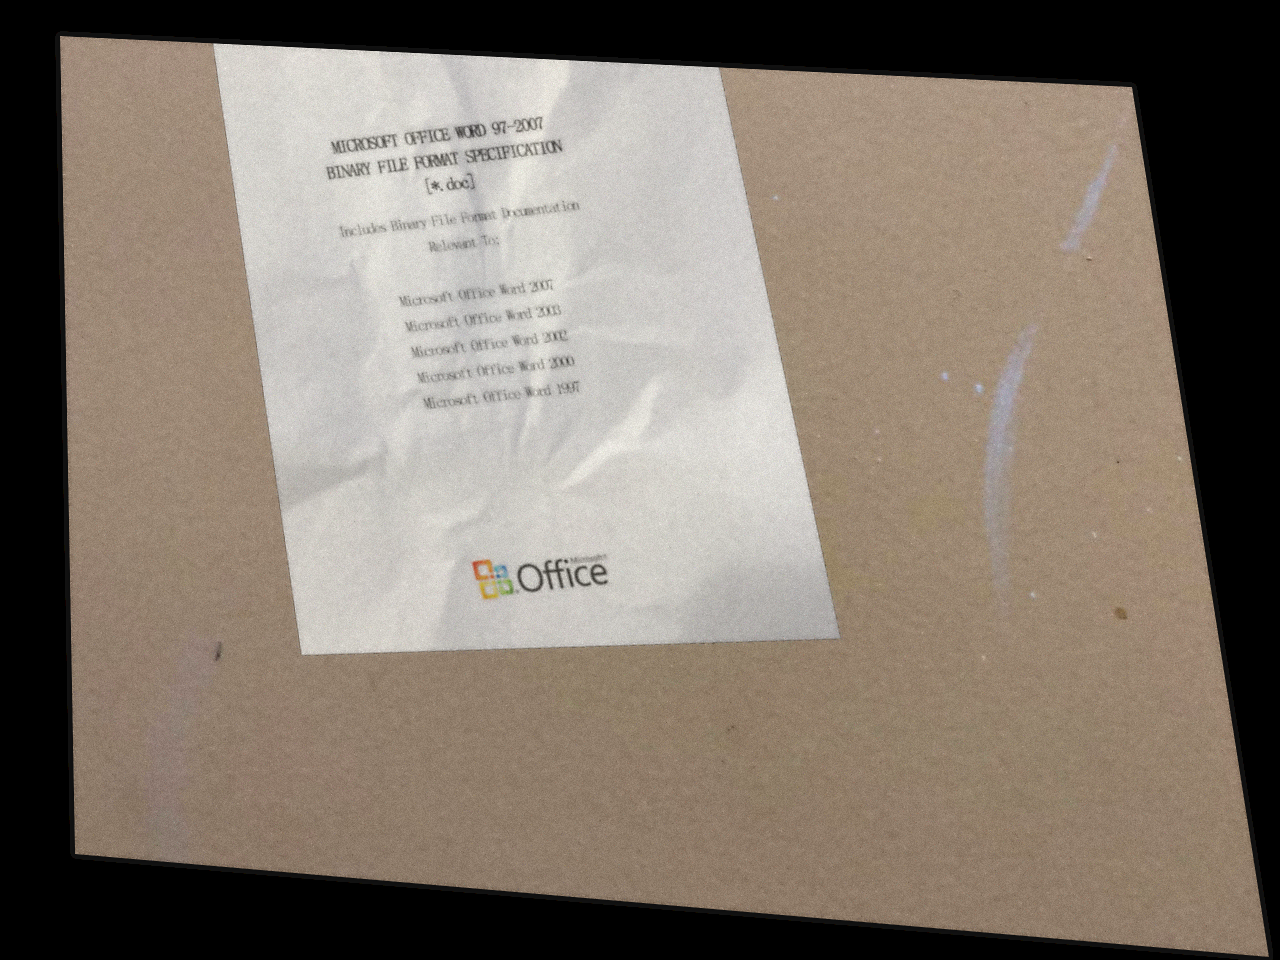 MICROSOFT OFFICE WORD 97-2007
BINARY FILE FORMAT SPECIFICATION
[*.doc]
Includes Binary File Format Documentation
Relevant To:
Microsoft Office Word 2007
Microsoft Office Word 2003
Microsoft Office Word 2002
Microsoft Office Word 2000
Microsoft Office Word 1997
Microsoft
Office